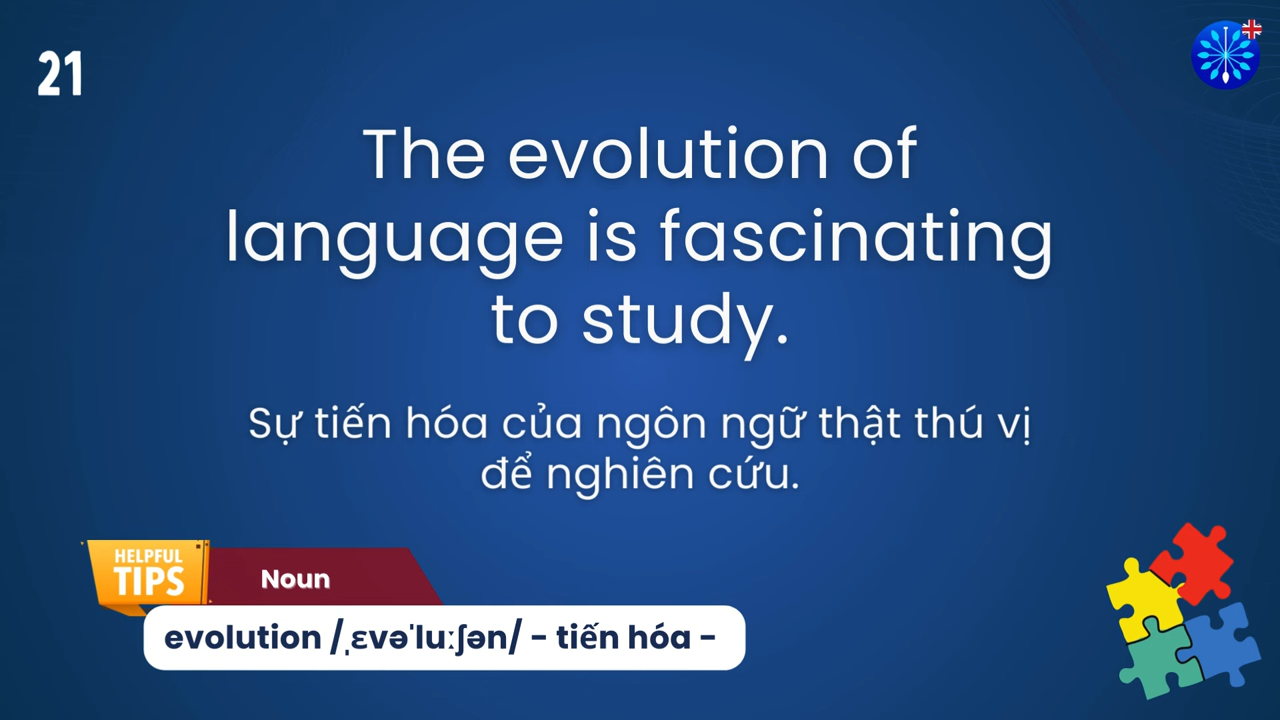 21
The evolution of
language is fascinating
to study.
Sự tiến hóa của ngôn ngữ thật thú vị
để nghiên cứu.
HELPFUL
TIPS
Noun
evolution /ˌɛvəˈluːʃən/ - tiến hóa -